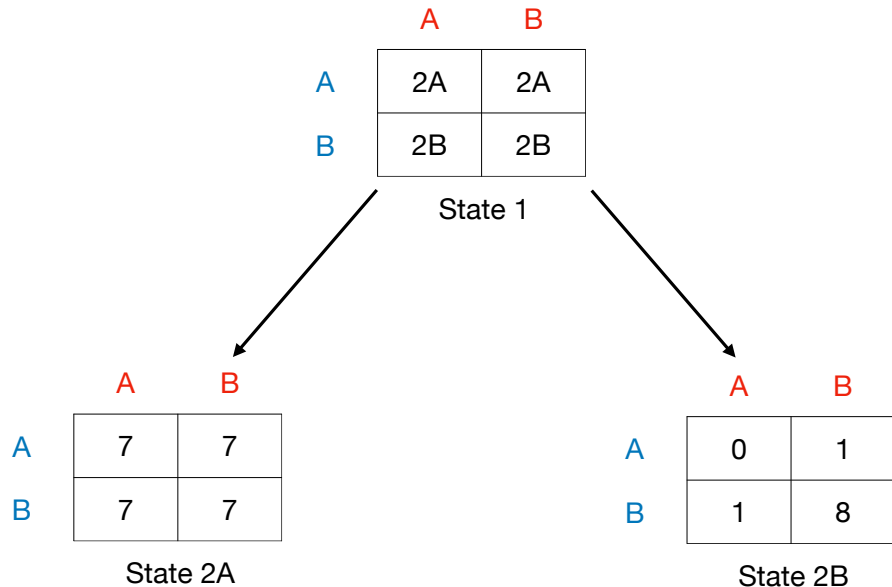 A B
A 2A 2A
B 2B 2B
State 1
A B
A 7 7
B 7 7
State 2A
A B
A 0 1
B 1 8
State 2B